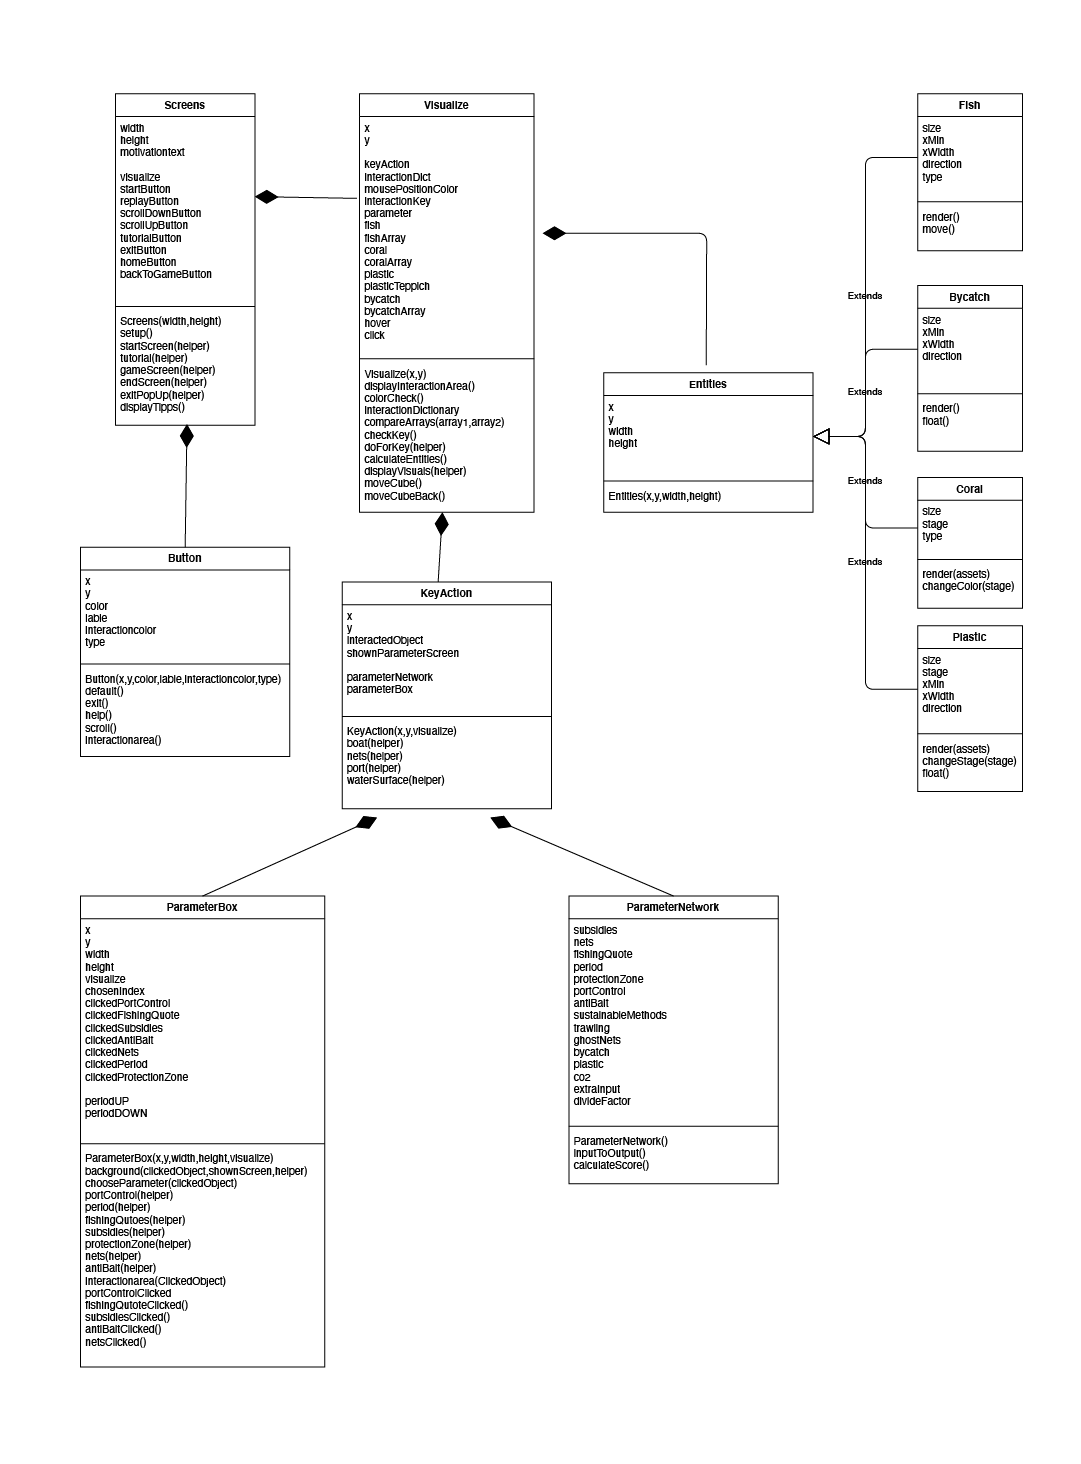 Screens
width
height
motivationtext
visualize
startButton
replayButton
scrollDownButton
scrollUpButton
tutorialButton
exitButton
homeButton
backToGameButton
Screens(width,height)
setup()
startScreen(helper)
tutorial(helper)
gameScreen(helper)
endScreen(helper)
exitPopUp(helper)
displayTipps()
Visualize
x
y
keyAction
interactionDict
mousePositionColor
interactionKey
parameter
fish
fishArray
coral
coralArray
plastic
plasticTeppich
bycatch
bycatchArray
hover
click
Visualize(x,y)
displayInteractionArea()
colorCheck()
interactionDictionary
compareArrays(array1,array2)
checkKey()
doForKey(helper)
calculateEntities()
displayVisuals(helper)
moveCube()
moveCubeBack()
Entities
x
y
width
height
Entities(x,y,width,height)
Fish
size
xMin
xWidth
direction
type
render()
move()
Extends
Bycatch
size
xMin
xWidth
direction
render()
float()
Extends
Coral
size
stage
type
render(assets)
changeColor(stage)
Extends
Plastic
size
stage
xMin
xWidth
direction
render(assets)
changeStage(stage)
float()
Extends
Button
x
y
color
lable
interactioncolor
type
Button(x,y,color,lable,interactioncolor,type)
default()
exit()
help()
scroll()
interactionarea()
KeyAction
x
y
interactedObject
shownParameterScreen
parameterNetwork
parameterBox
KeyAction(x,y,visualize)
boat(helper)
nets(helper)
port(helper)
waterSurface(helper)
ParameterBox
x
y
width
height
visualize
chosenIndex
clickedPortControl
clickedFishingQuote
clickedSubsidies
clickedAntiBait
clickedNets
clickedPeriod
clickedProtectionZone
periodUP
periodDOWN
ParameterBox(x,y,width,height,visualize)
background(clickedObject,shownScreen,helper)
chooseParameter(clickedObject)
portControl(helper)
period(helper)
fishingQutoes(helper)
subsidies(helper)
protectionZone(helper)
nets(helper)
antiBait(helper)
interactionarea(ClickedObject)
portControlClicked
fishingQutoteClicked()
subsidiesClicked()
antiBaitClicked()
netsClicked()
ParameterNetwork
subsidies
nets
fishingQuote
period
protectionZone
portControl
antiBait
sustainableMethods
trawling
ghostNets
bycatch
plastic
co2
extraInput
divideFactor
ParameterNetwork()
inputToOutput()
calculateScore()